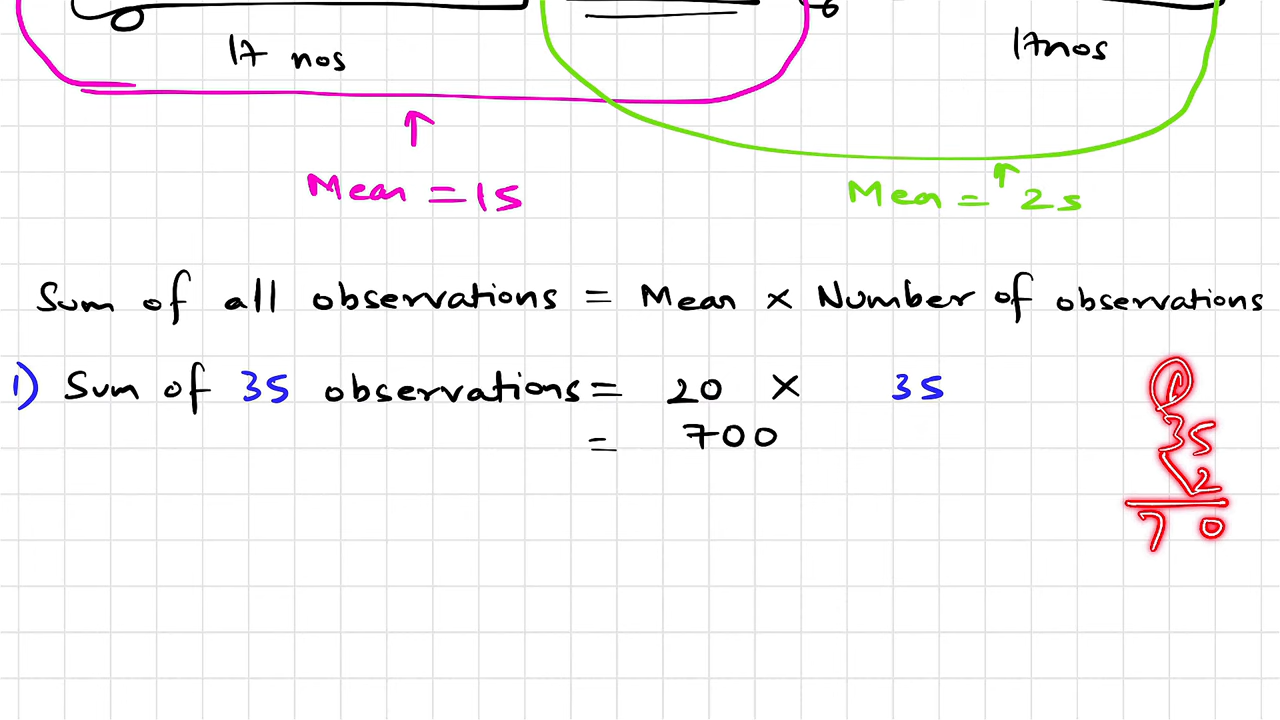 17 nos
17nos
Mean = 15
Mean = 25
Sum of all observations = Mean × Number of observations
1) Sum of 35 observations = 20 × 35
= 700
1
35
2
70